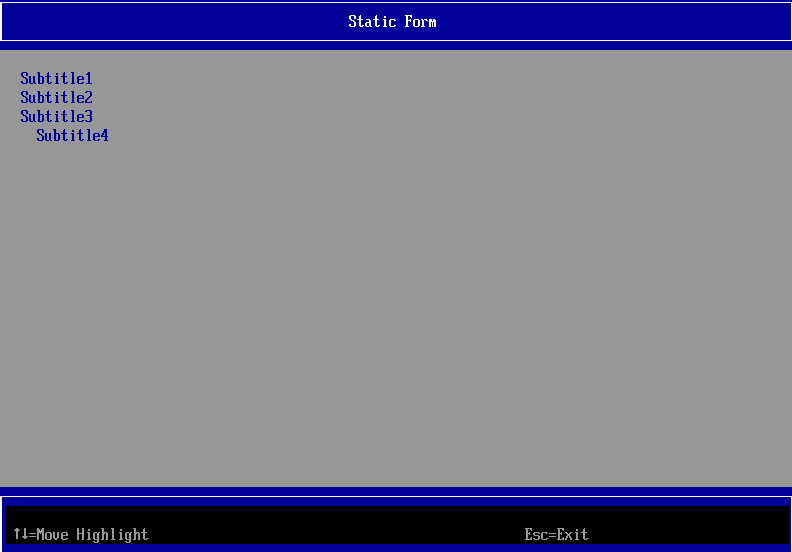 Static Form
Subtitle1
Subtitle2
Subtitle3
Subtitle4
↑↓=Move Highlight Esc=Exit